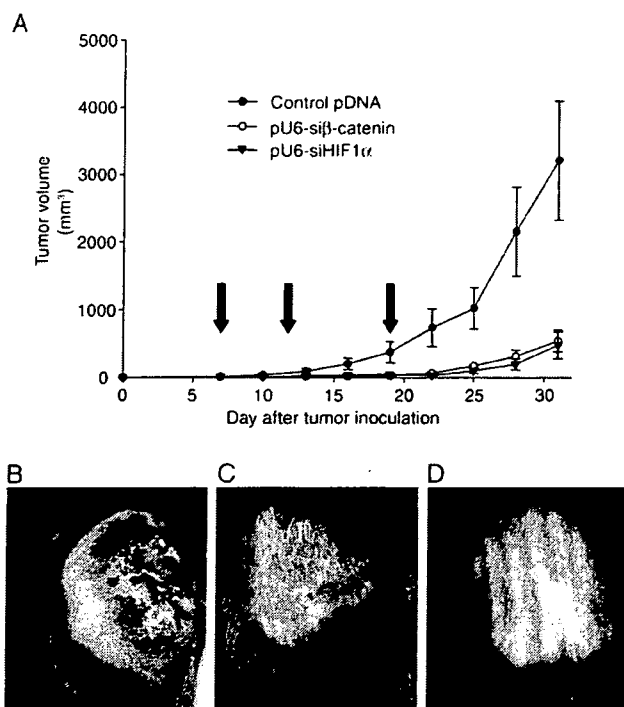 A
5000
4000
3000
2000
1000
0
Tumor volume
(mm³)
Control pDNA
pU6-siβ-catenin
pU6-siHIF1α
0 5 10 15 20 25 30
Day after tumor inoculation
B C D